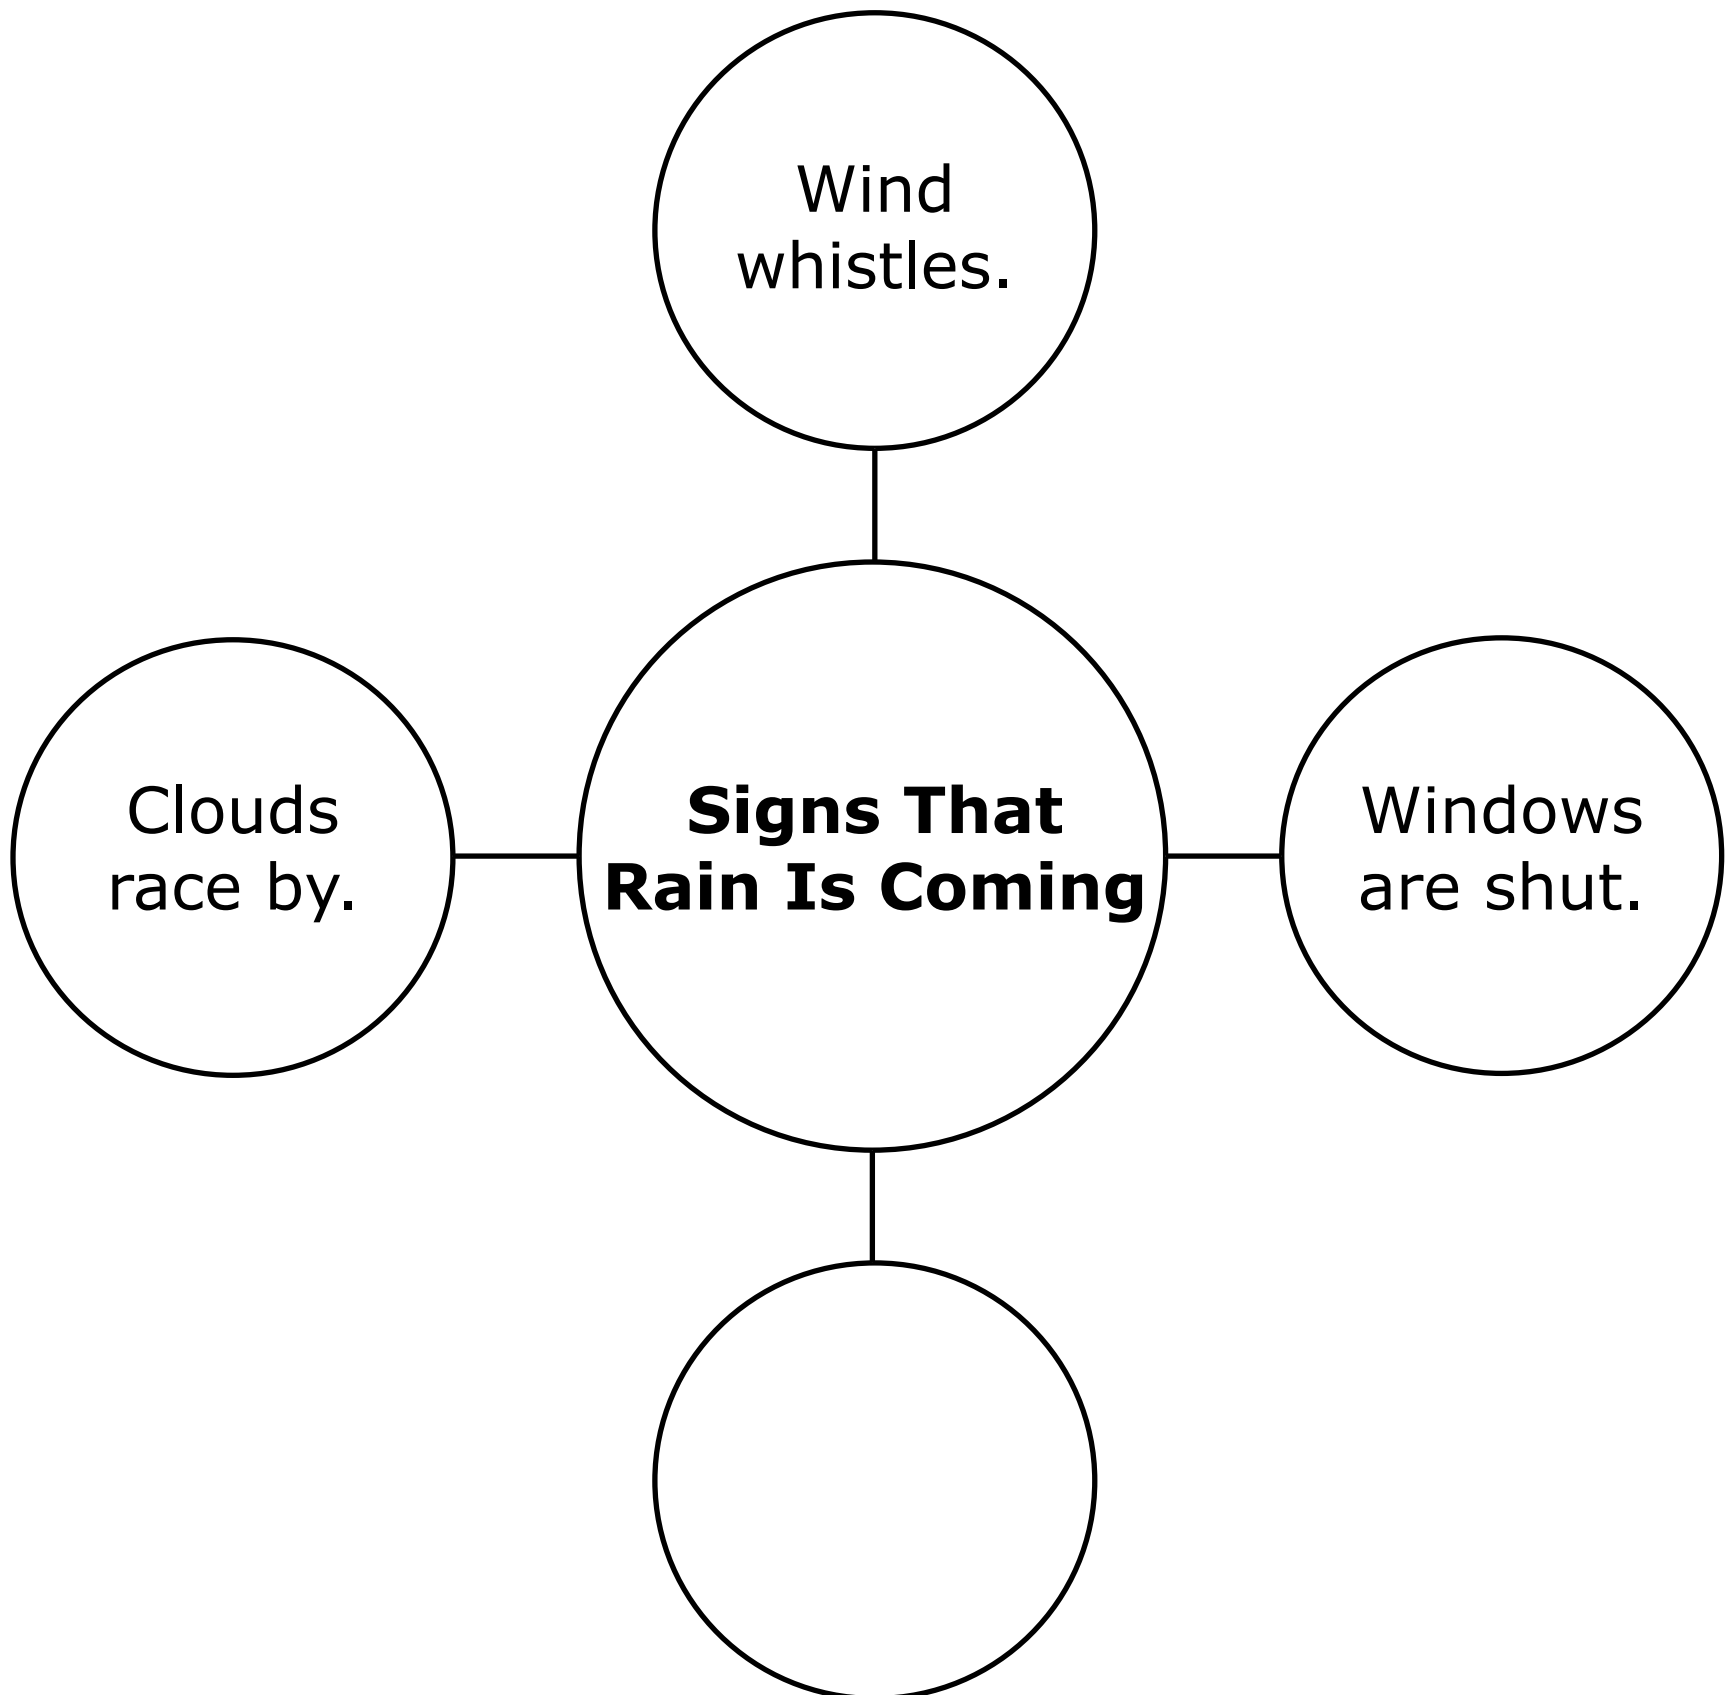 Wind
whistles.
Clouds
race by.
Signs That
Rain Is Coming
Windows
are shut.